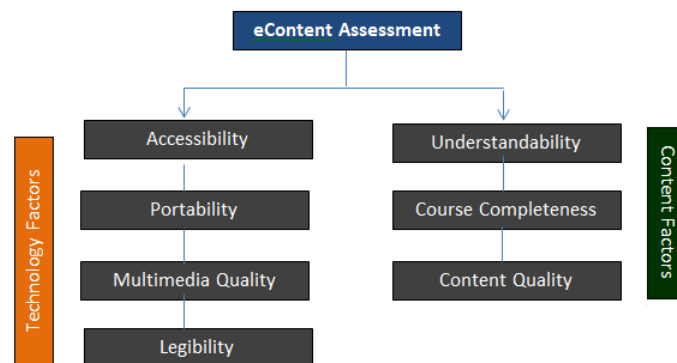 eContent Assessment
Technology Factors
Accessibility
Portability
Multimedia Quality
Legibility
Understandability
Course Completeness
Content Quality
Content Factors